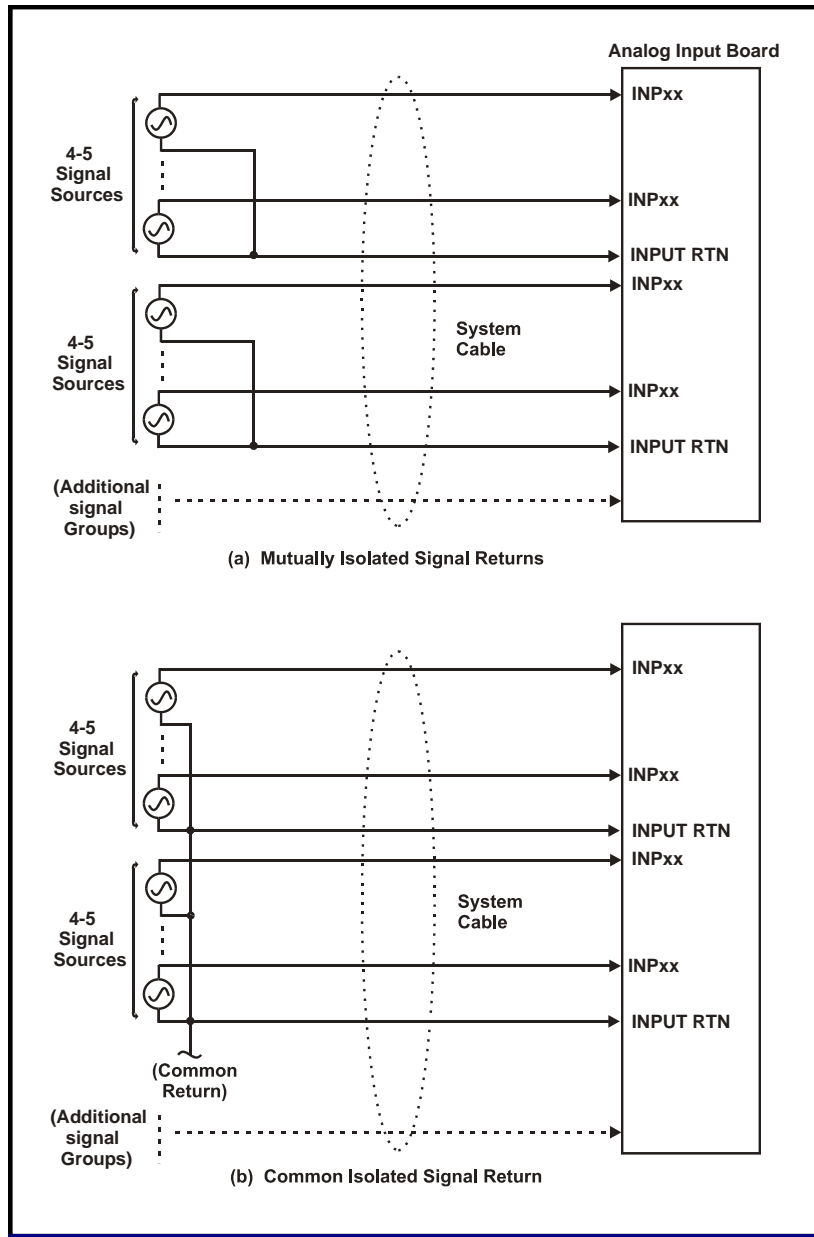 Analog Input Board
INPxx
4-5
Signal
Sources
INPxx
INPUT RTN
INPxx
4-5
Signal
Sources
System
Cable
INPxx
INPUT RTN
(Additional
signal
Groups)
(a) Mutually Isolated Signal Returns
INPxx
4-5
Signal
Sources
INPxx
INPUT RTN
INPxx
4-5
Signal
Sources
System
Cable
INPxx
INPUT RTN
(Common
Return)
(Additional
signal
Groups)
(b) Common Isolated Signal Return